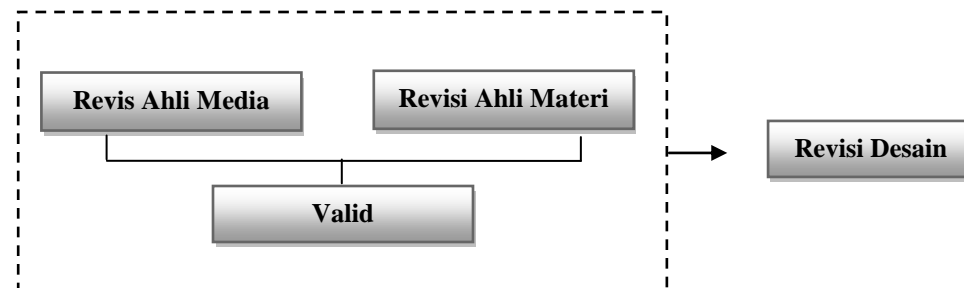 Revis Ahli Media
Revisi Ahli Materi
Revisi Desain
Valid